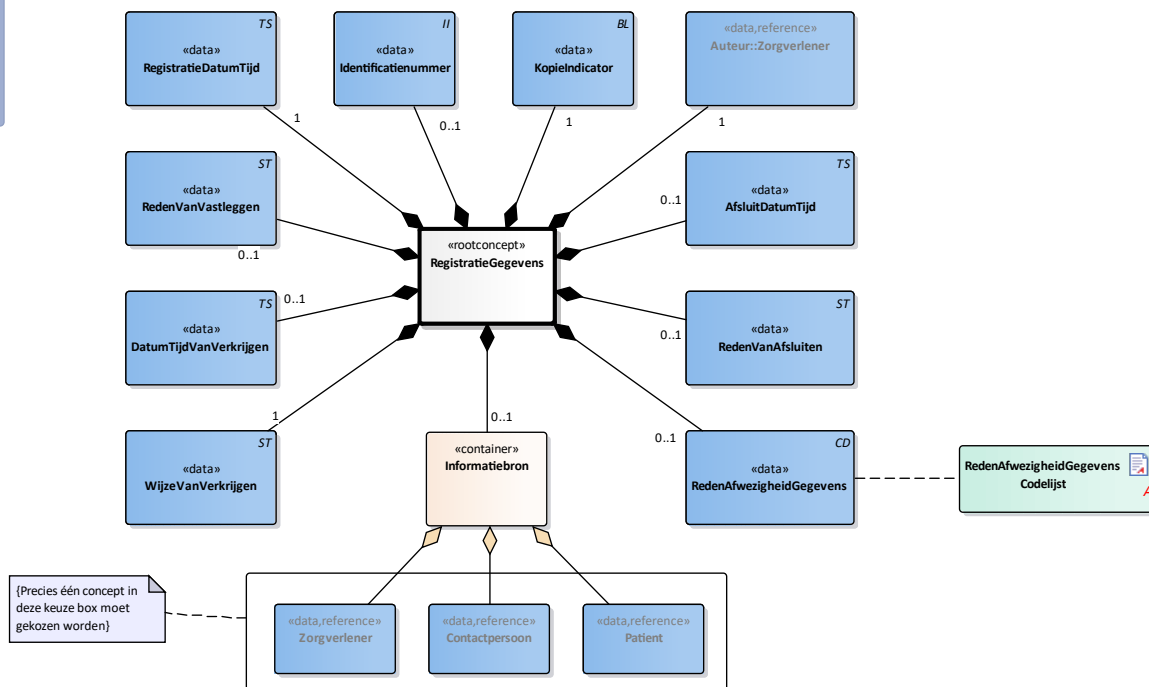 TS
«data»
RegistratieDatumTijd
II
«data»
Identificatienummer
BL
«data»
KopieIndicator
«data,reference»
Auteur::Zorgverlener
1
0..1
1
1
ST
«data»
RedenVanVastleggen
0..1
TS
«data»
AfsluitDatumTijd
0..1
«rootconcept»
RegistratieGegevens
TS
«data»
DatumTijdVanVerkrijgen
0..1
ST
«data»
RedenVanAfsluiten
0..1
1
ST
«data»
WijzeVanVerkrijgen
0..1
«container»
Informatiebron
0..1
CD
«data»
RedenAfwezigheidGegevens
RedenAfwezigheidGegevens
Codelijst
{Precies één concept in
deze keuze box moet
gekozen worden}
«data,reference»
Zorgverlener
«data,reference»
Contactpersoon
«data,reference»
Patient